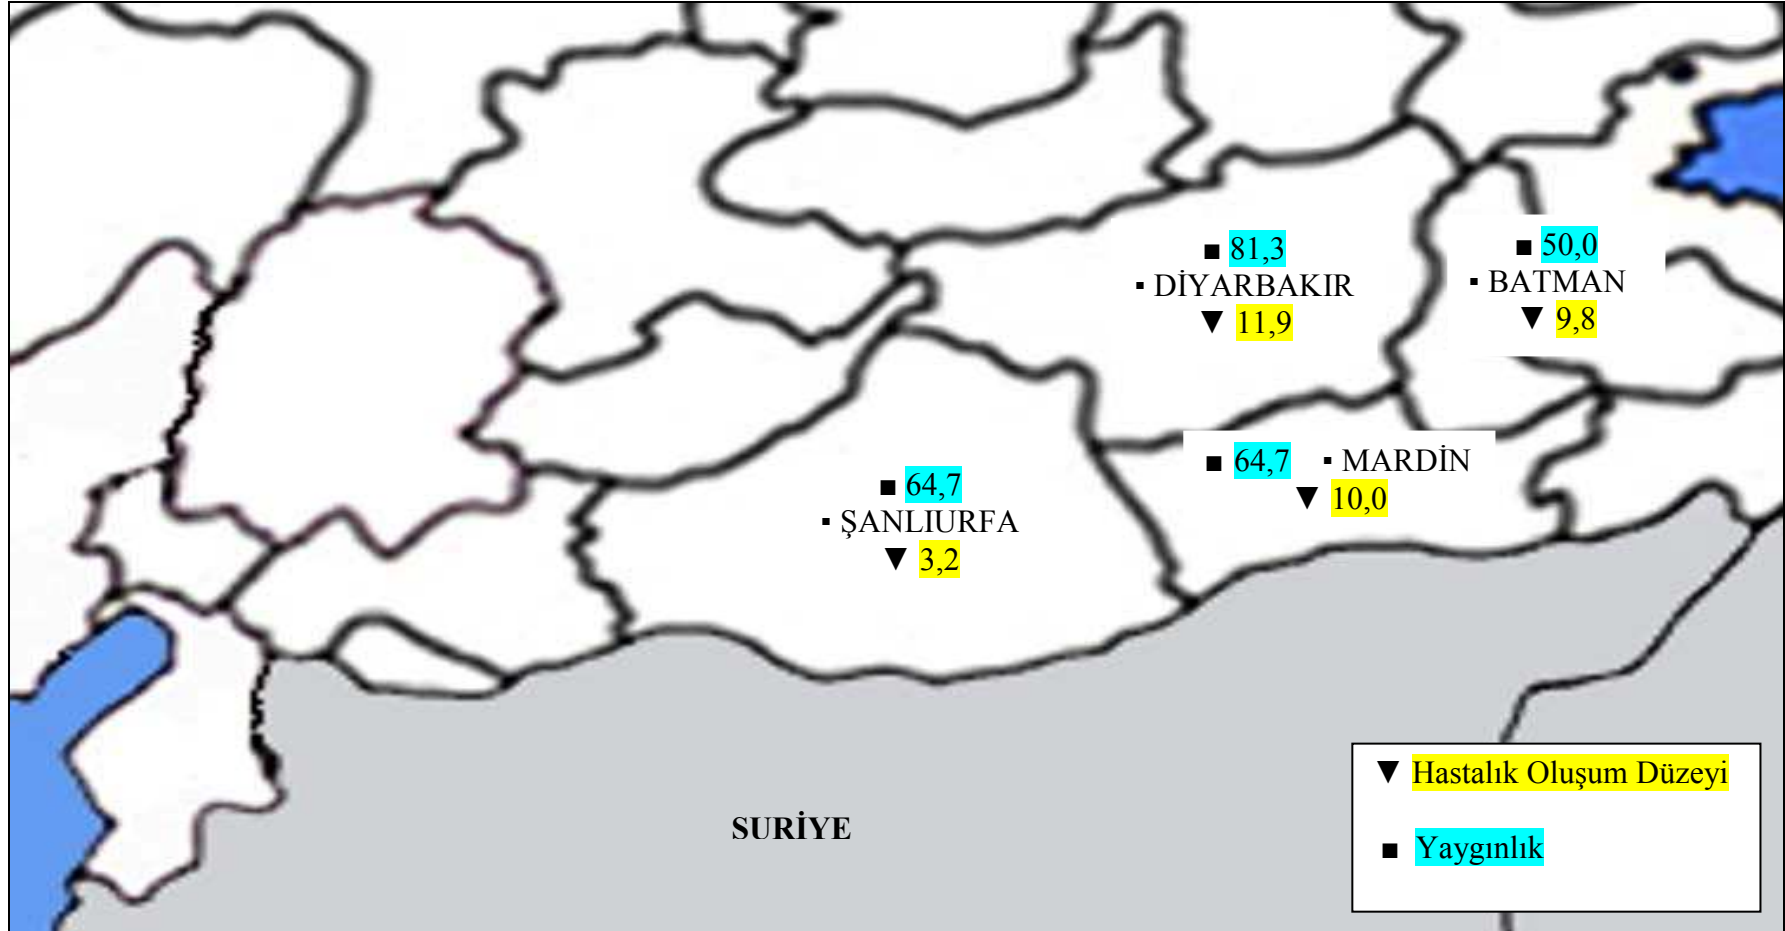 ■ 81,3
▪ DİYARBAKIR
▼ 11,9
■ 50,0
▪ BATMAN
▼ 9,8
■ 64,7 ▪ MARDİN
▼ 10,0
■ 64,7
▪ ŞANLIURFA
▼ 3,2
SURİYE
▼ Hastalık Oluşum Düzeyi
■ Yaygınlık